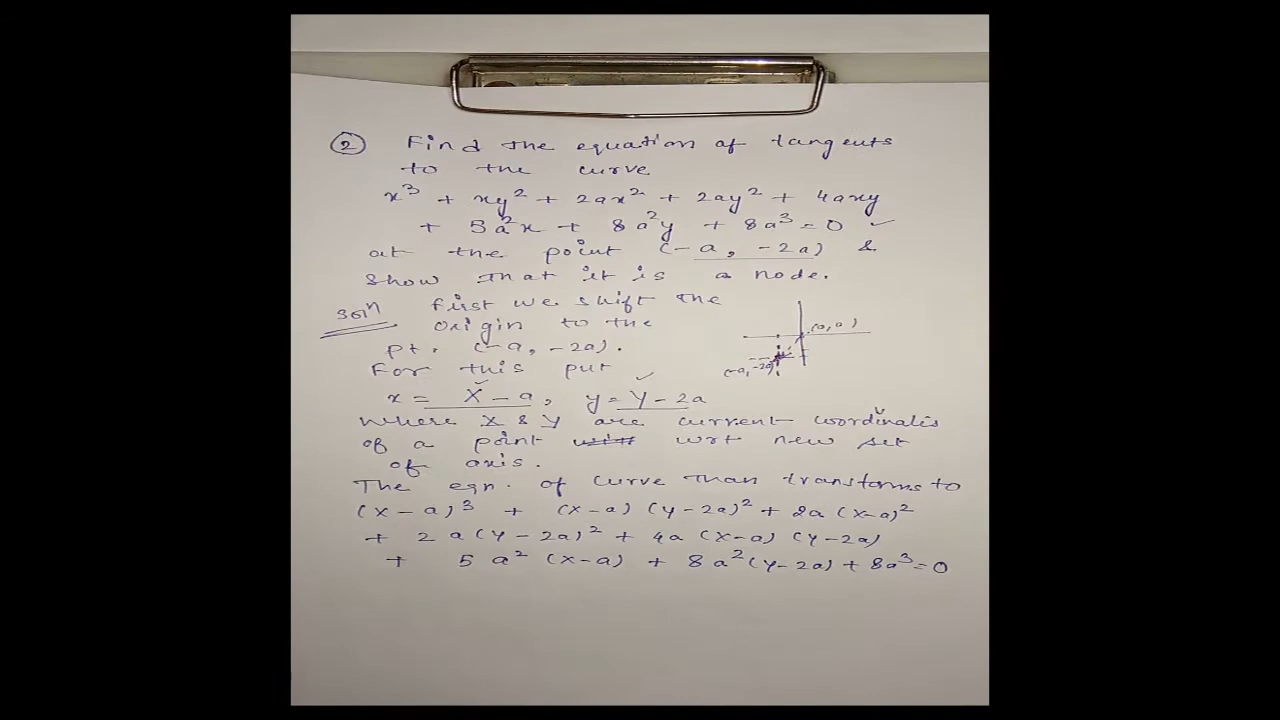 ② Find the equation of tangents
to the curve
x³ + xy² + 2ax² + 2ay² + 4axy
+ 5a²x + 8a²y + 8a³ = 0 ✓
at the point (-a, -2a) &
show that it is a node.
Solⁿ first we shift the
origin to the
pt. (-a, -2a).
For this put
(0,0)
(-a,-2a)
x = X - a, y = Y - 2a
where X & Y are current coordinates
of a point wrt new set
of axis.
The eqn. of curve than transforms to
(x-a)³ + (x-a) (y-2a)² + 2a (x-a)²
+ 2a(y-2a)² + 4a (x-a) (y-2a)
+ 5a² (x-a) + 8a²(y-2a) + 8a³ = 0